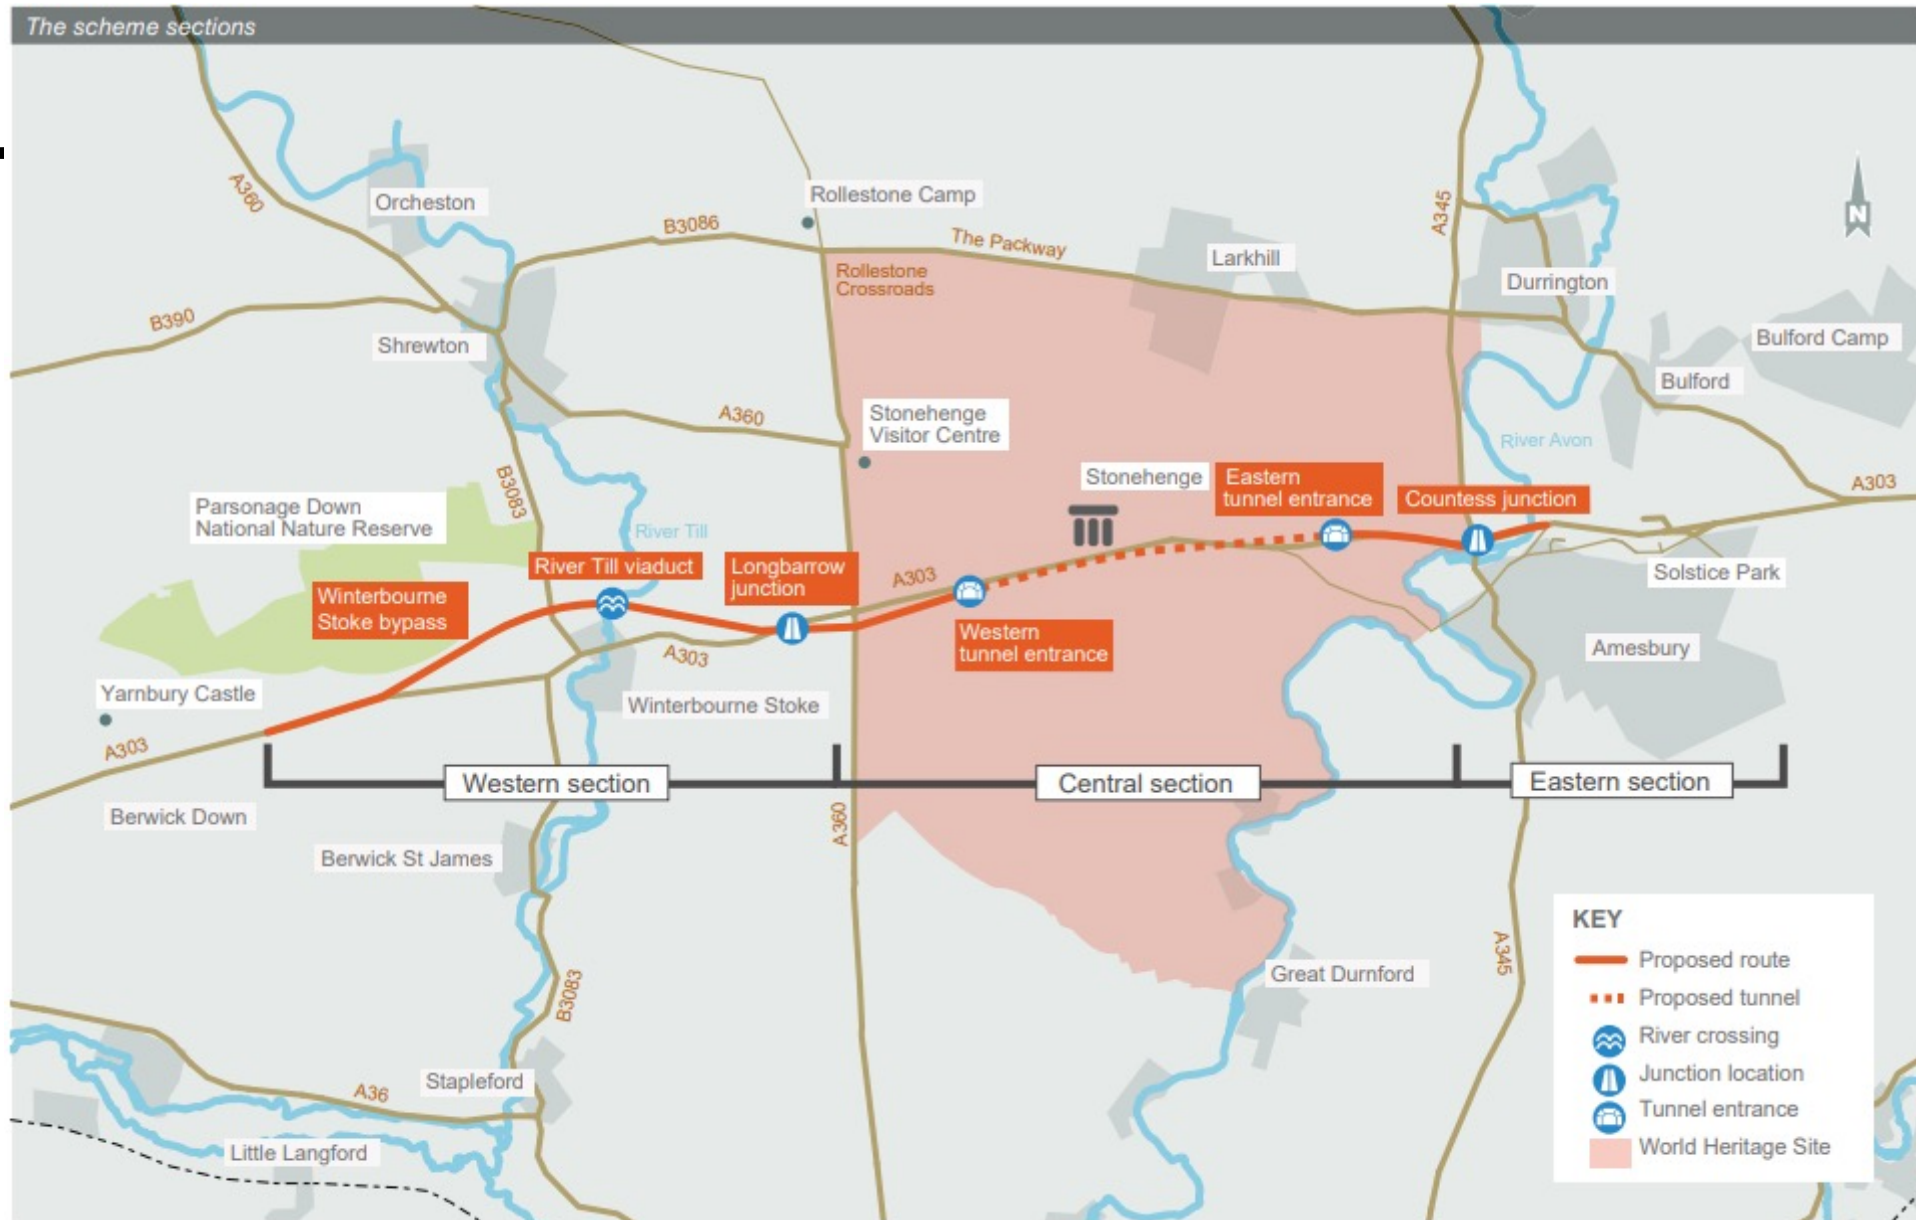 The scheme sections
A360
Orcheston
B3086
Rollestone Camp
The Packway
Rollestone
Crossroads
Larkhill
A345
Durrington
N
B390
Shrewton
A360
Bulford Camp
Bulford
Stonehenge
Visitor Centre
River Avon
Stonehenge
Eastern
tunnel entrance
Countess junction
A303
B3083
Parsonage Down
National Nature Reserve
River Till
River Till viaduct
Longbarrow
junction
A303
Solstice Park
Winterbourne
Stoke bypass
Western
tunnel entrance
A303
Amesbury
Yarnbury Castle
Winterbourne Stoke
A303
Western section
Central section
Eastern section
Berwick Down
A360
Berwick St James
KEY
Proposed route
Proposed tunnel
River crossing
Junction location
Tunnel entrance
World Heritage Site
A345
Great Durnford
B3083
Stapleford
A36
Little Langford